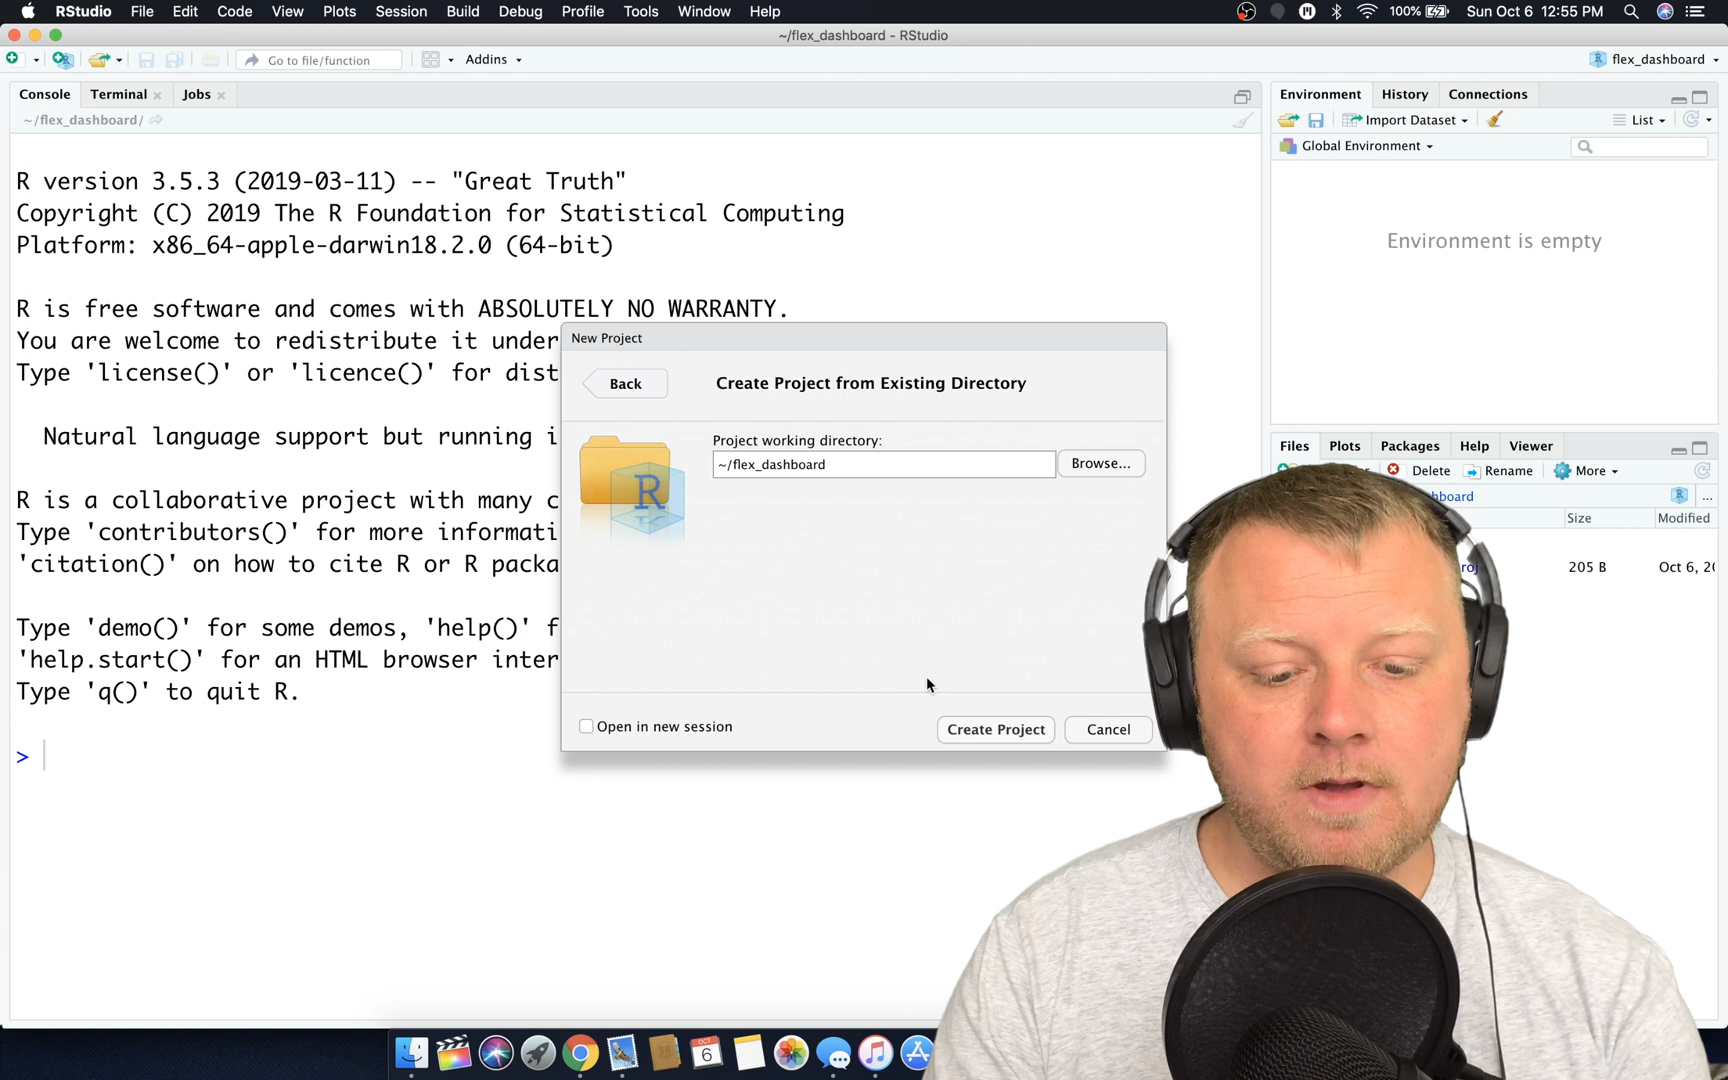 RStudio File Edit Code View Plots Session Build Debug Profile Tools Window Help 100% Sun Oct 6 12:55 PM
~/flex_dashboard - RStudio
Go to file/function Addins flex_dashboard
Console Terminal Jobs
~/flex_dashboard/
R version 3.5.3 (2019-03-11) -- "Great Truth"
Copyright (C) 2019 The R Foundation for Statistical Computing
Platform: x86_64-apple-darwin18.2.0 (64-bit)
R is free software and comes with ABSOLUTELY NO WARRANTY.
You are welcome to redistribute it under
Type 'license()' or 'licence()' for dist
Natural language support but running i
R is a collaborative project with many c
Type 'contributors()' for more informati
'citation()' on how to cite R or R packa
Type 'demo()' for some demos, 'help()' f
'help.start()' for an HTML browser inter
Type 'q()' to quit R.
>
New Project
Back
Create Project from Existing Directory
R
Project working directory:
~/flex_dashboard Browse...
Open in new session Create Project Cancel
Environment History Connections
Import Dataset List
Global Environment
Environment is empty
Files Plots Packages Help Viewer
Delete Rename More
hboard ...
Size Modified
roj 205 B Oct 6, 20
OCT
6